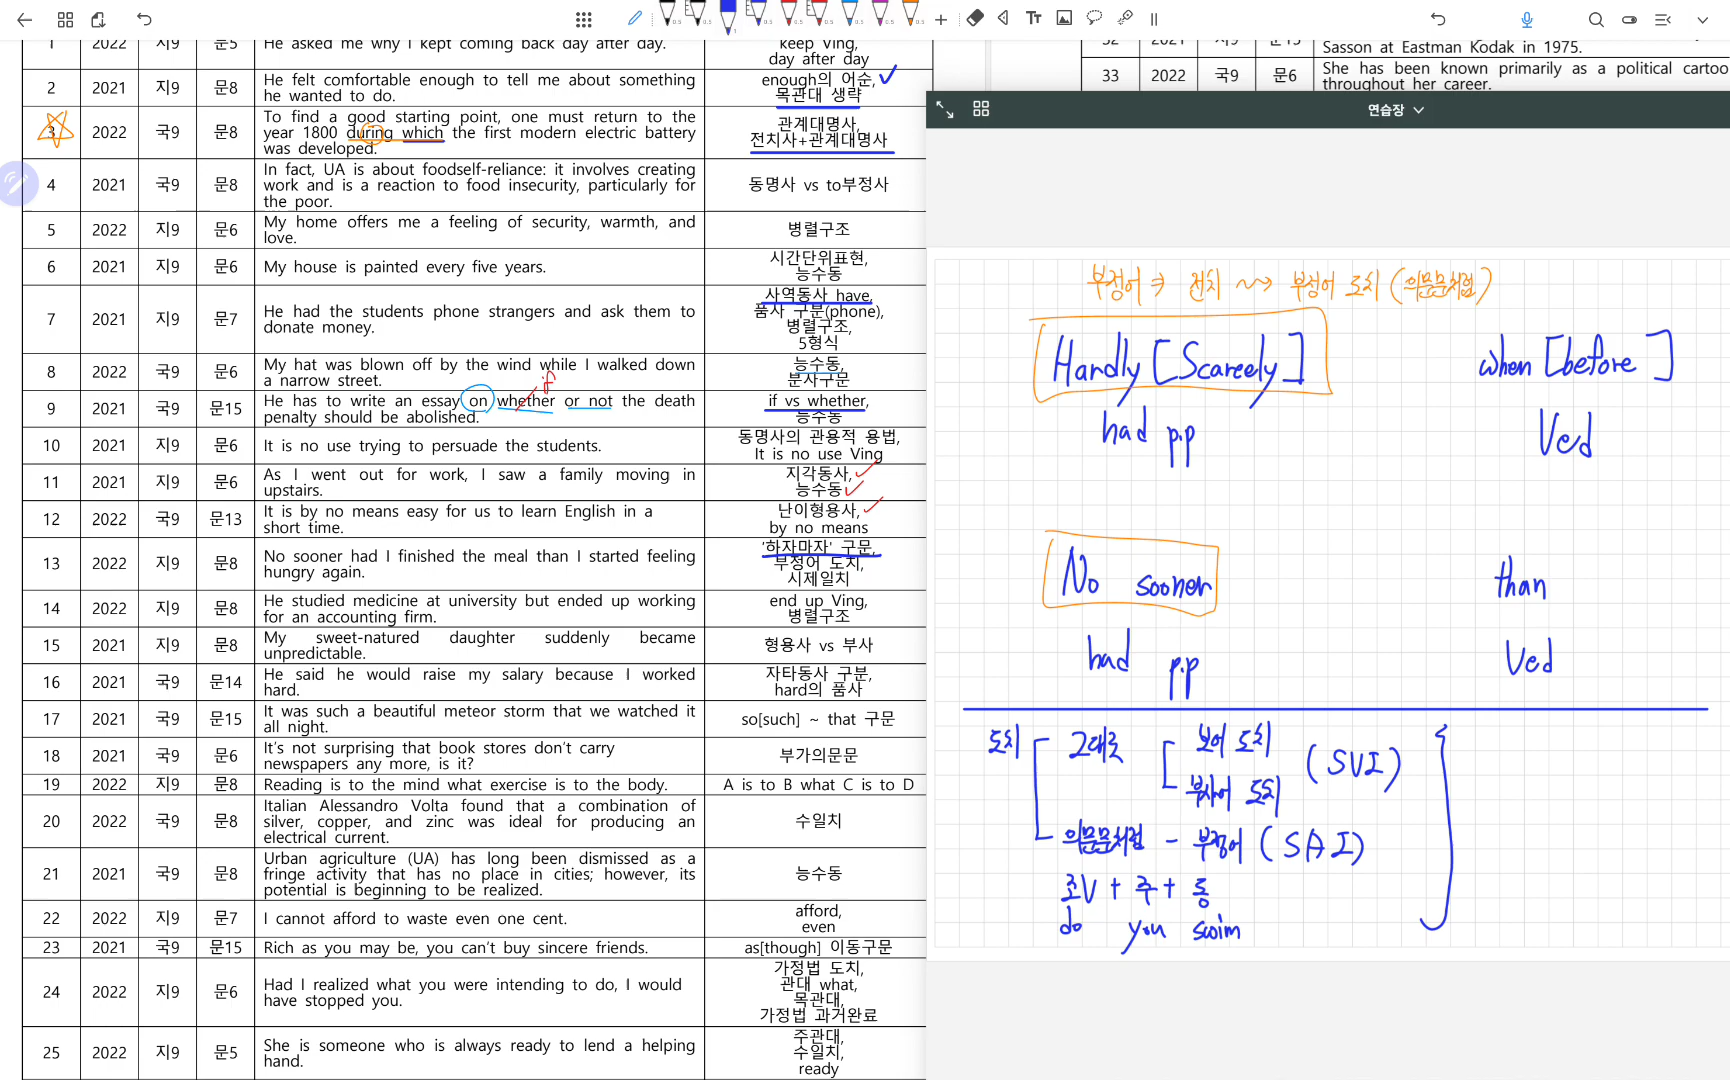 1 2022 지9 문5 He asked me why I kept coming back day after day. keep Ving,
day after day
2 2021 지9 문8 He felt comfortable enough to tell me about something
he wanted to do.
enough의 어순,
목관대 생략
3 2022 국9 문8 To find a good starting point, one must return to the
year 1800 during which the first modern electric battery
was developed.
관계대명사,
전치사+관계대명사
4 2021 국9 문8 In fact, UA is about foodself-reliance: it involves creating
work and is a reaction to food insecurity, particularly for
the poor.
동명사 vs to부정사
5 2022 지9 문6 My home offers me a feeling of security, warmth, and
love.
병렬구조
6 2021 지9 문6 My house is painted every five years.
시간단위표현,
능수동
7 2021 지9 문7 He had the students phone strangers and ask them to
donate money.
사역동사 have,
품사 구분(phone),
병렬구조,
5형식
8 2022 국9 문6 My hat was blown off by the wind while I walked down
a narrow street.
능수동,
분사구문
if
9 2021 국9 문15 He has to write an essay on whether or not the death
penalty should be abolished.
if vs whether,
능수동
10 2021 지9 문6 It is no use trying to persuade the students.
동명사의 관용적 용법,
It is no use Ving
11 2021 지9 문6 As I went out for work, I saw a family moving in
upstairs.
지각동사,
능수동
12 2022 국9 문13 It is by no means easy for us to learn English in a
short time.
난이형용사,
by no means
13 2022 지9 문8 No sooner had I finished the meal than I started feeling
hungry again.
'하자마자' 구문,
부정어 도치,
시제일치
14 2022 지9 문8 He studied medicine at university but ended up working
for an accounting firm.
end up Ving,
병렬구조
15 2021 지9 문8 My sweet-natured daughter suddenly became
unpredictable.
형용사 vs 부사
16 2021 국9 문14 He said he would raise my salary because I worked
hard.
자타동사 구분,
hard의 품사
17 2021 국9 문15 It was such a beautiful meteor storm that we watched it
all night.
so[such] ~ that 구문
18 2021 국9 문6 It's not surprising that book stores don't carry
newspapers any more, is it?
부가의문문
19 2022 지9 문8 Reading is to the mind what exercise is to the body. A is to B what C is to D
20 2022 국9 문8 Italian Alessandro Volta found that a combination of
silver, copper, and zinc was ideal for producing an
electrical current.
수일치
21 2021 국9 문8 Urban agriculture (UA) has long been dismissed as a
fringe activity that has no place in cities; however, its
potential is beginning to be realized.
능수동
22 2022 지9 문7 I cannot afford to waste even one cent.
afford,
even
23 2021 국9 문15 Rich as you may be, you can't buy sincere friends. as[though] 이동구문
24 2022 지9 문6 Had I realized what you were intending to do, I would
have stopped you.
가정법 도치,
관대 what,
목관대,
가정법 과거완료
25 2022 지9 문5 She is someone who is always ready to lend a helping
hand.
주관대,
수일치,
ready
Tt
Sasson at Eastman Kodak in 1975.
33 2022 국9 문6 She has been known primarily as a political cartoo
throughout her career.
연습장
부정어 ⇒ 전치 ~> 부정어 도치 (의문문처럼)
Hardly [Scarcely] when [before]
had p.p Ved
No sooner than
had p.p Ved
도치 그대로 보어 도치 (SVI)
부사어 도치
의문문처럼 - 부정어 (SAI)
조V + 주 + 동
do you swim